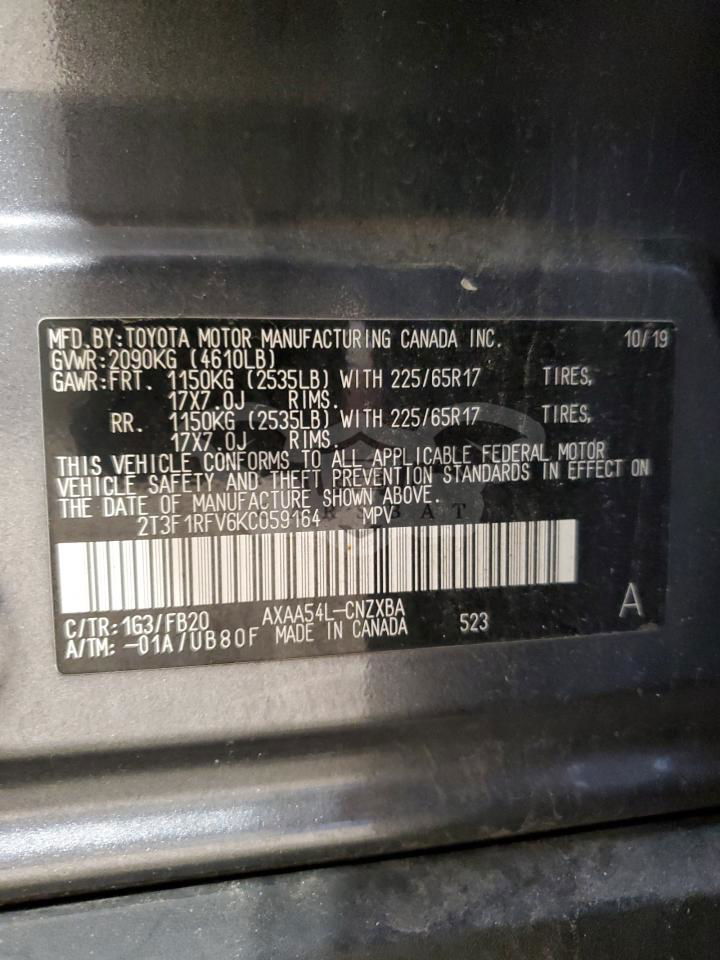 MFD.BY:TOYOTA MOTOR MANUFACTURING CANADA INC. 10/19
GVWR:2090KG (4610LB)
GAWR:FRT. 1150KG (2535LB) WITH 225/65R17 TIRES,
17X7.0J RIMS.
RR. 1150KG (2535LB) WITH 225/65R17 TIRES,
17X7.0J RIMS.
THIS VEHICLE CONFORMS TO ALL APPLICABLE FEDERAL MOTOR
VEHICLE SAFETY AND THEFT PREVENTION STANDARDS IN EFFECT ON
THE DATE OF MANUFACTURE SHOWN ABOVE.
2T3F1RFV6KC059164 MPV
C/TR:1G3/FB20 AXAA54L-CNZXBA 523 A
A/TM:-01A/UB80F MADE IN CANADA